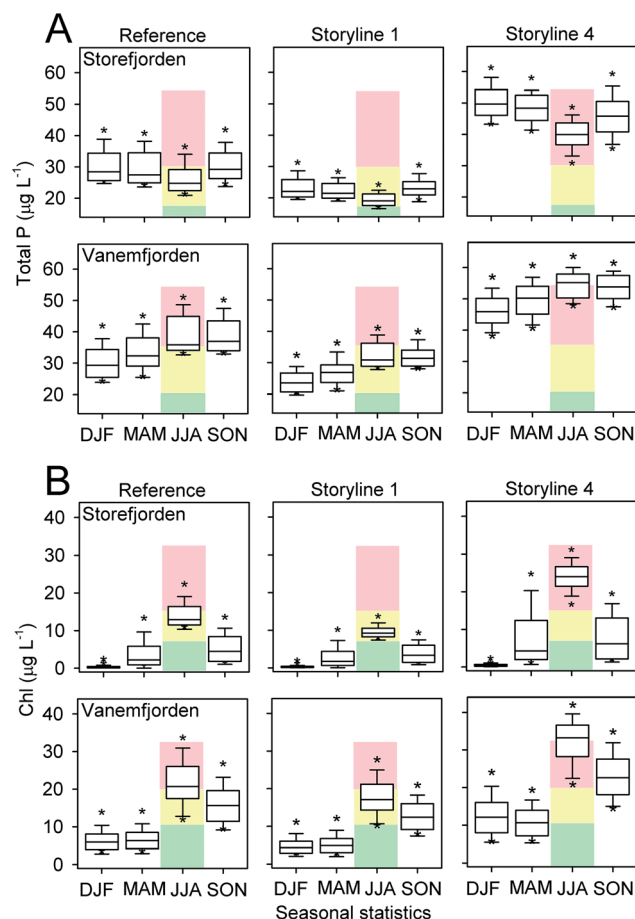 A
Reference Storyline 1 Storyline 4
Storefjorden
60
50
40
30
20
Total P (µg L-1)
Vanemfjorden
60
50
40
30
20
DJF MAM JJA SON DJF MAM JJA SON DJF MAM JJA SON
B
Reference Storyline 1 Storyline 4
Storefjorden
40
30
20
10
0
Chl (µg L-1)
Vanemfjorden
40
30
20
10
0
DJF MAM JJA SON DJF MAM JJA SON DJF MAM JJA SON
Seasonal statistics